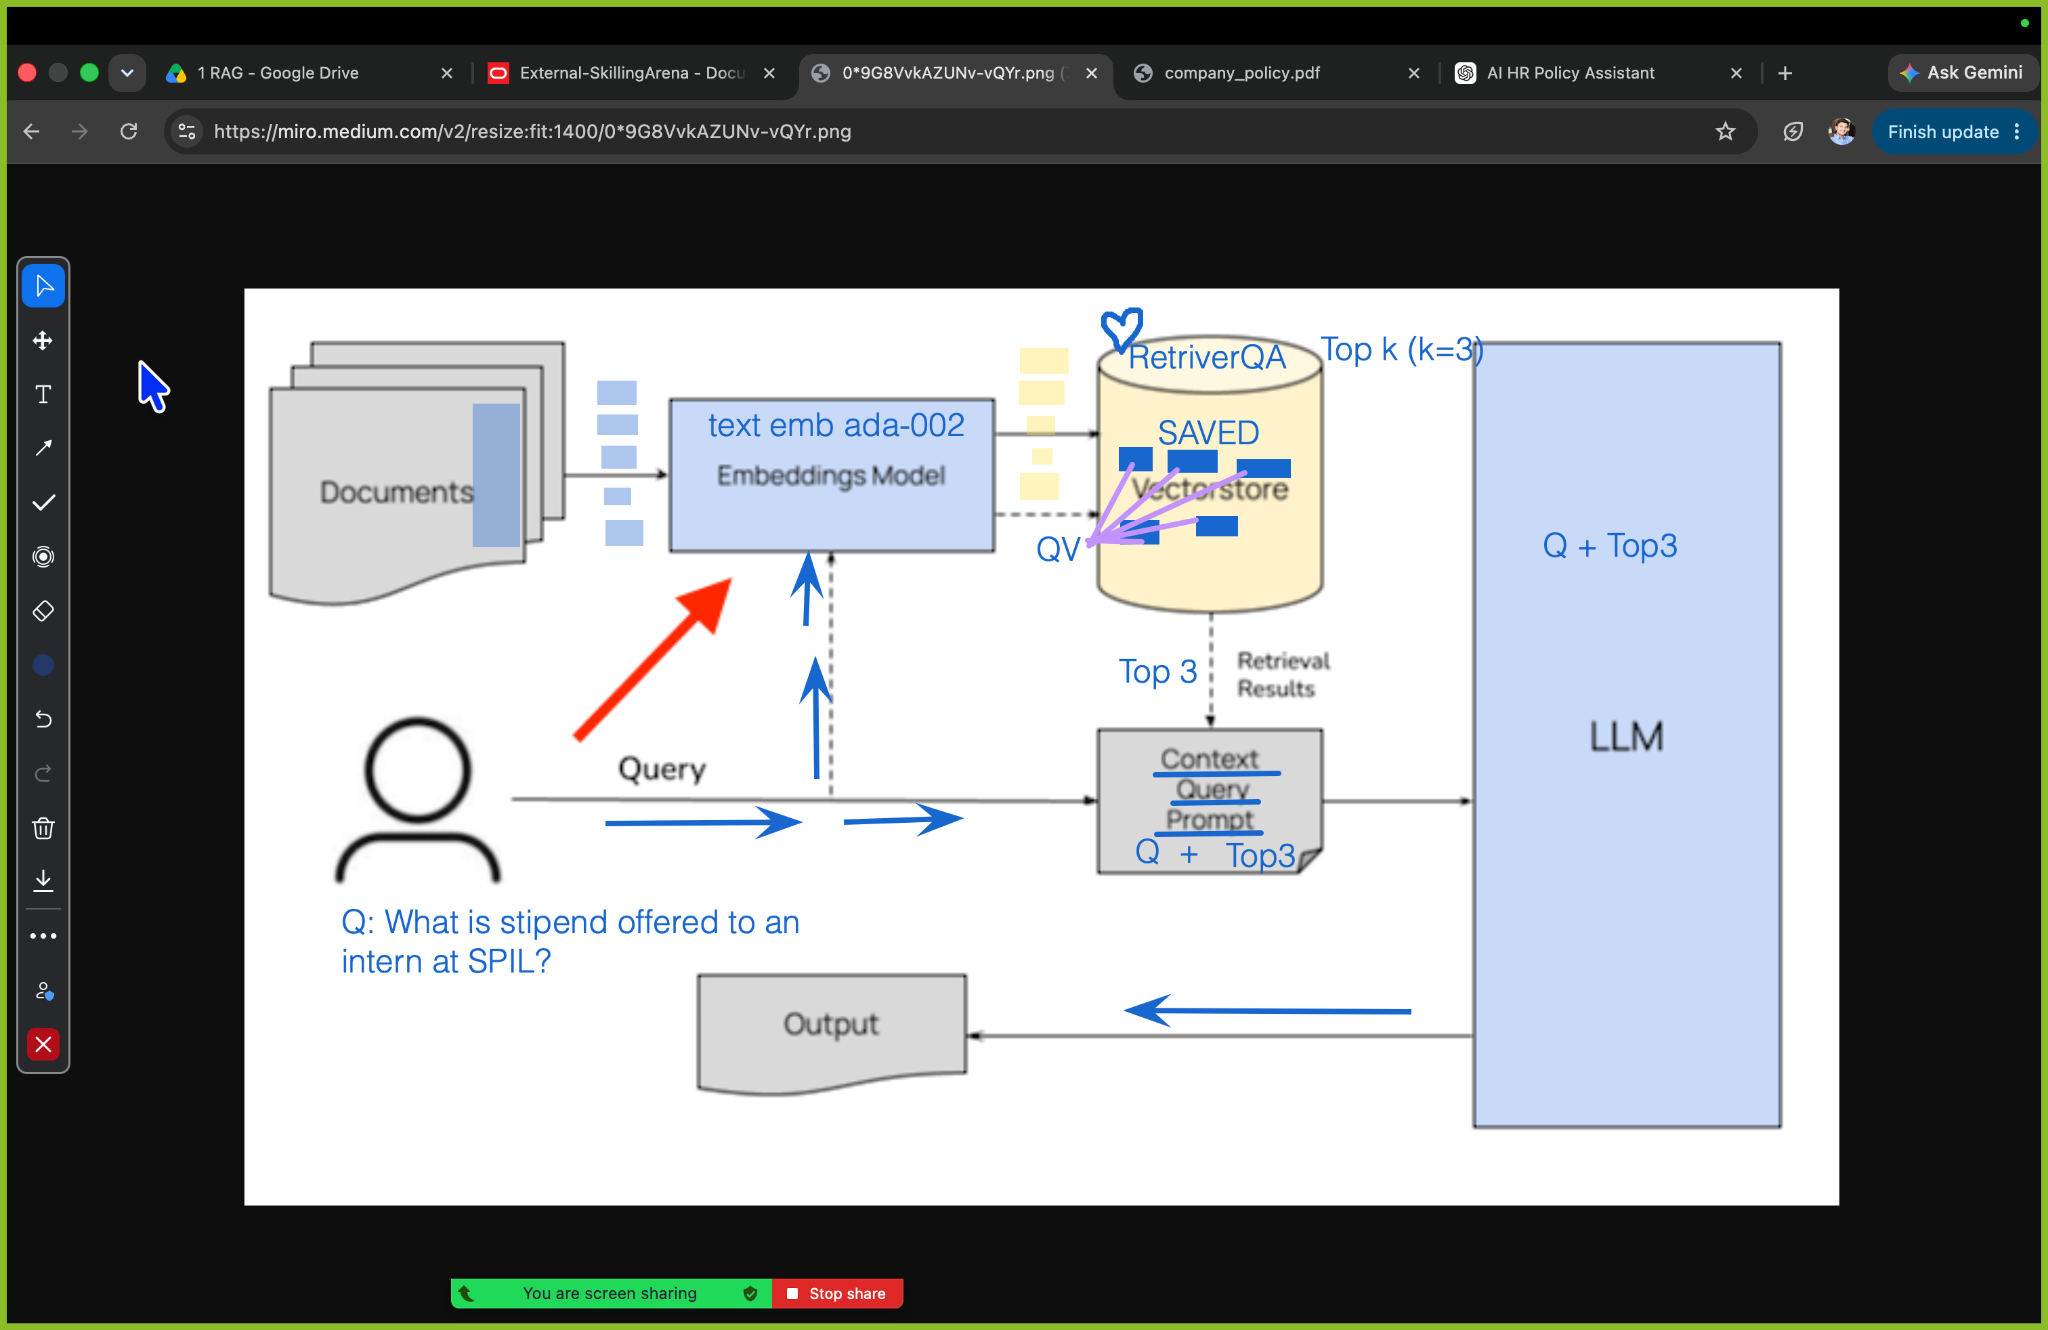 1 RAG - Google Drive
External-SkillingArena - Docu
0*9G8VvkAZUNv-vQYr.png (
company_policy.pdf
AI HR Policy Assistant
Ask Gemini
https://miro.medium.com/v2/resize:fit:1400/0*9G8VvkAZUNv-vQYr.png
Finish update
T
RetriverQA
Top k (k=3)
text emb ada-002
SAVED
Embeddings Model
Documents
Vectorstore
QV
Q + Top3
Top 3
Retrieval
Results
LLM
Query
Context
Query
Prompt
Q + Top3
Q: What is stipend offered to an
intern at SPIL?
Output
You are screen sharing
Stop share